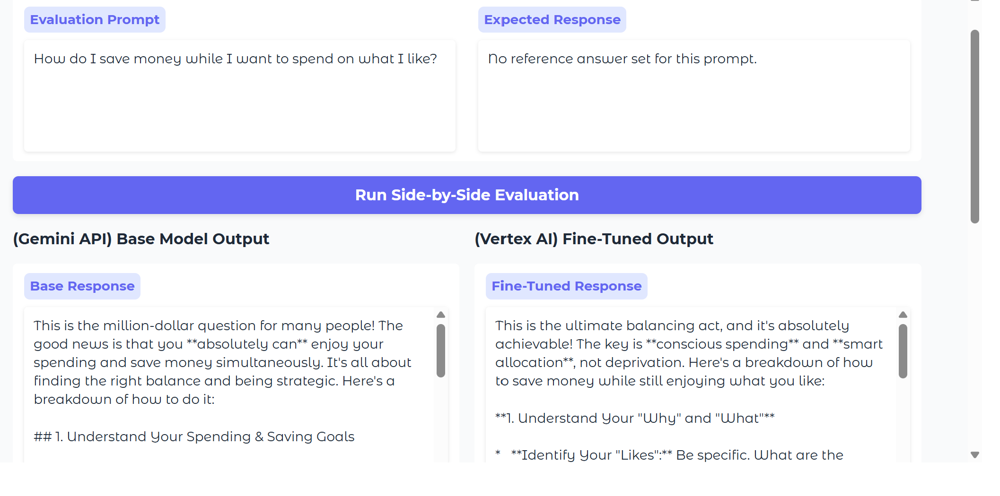 Evaluation Prompt
How do I save money while I want to spend on what I like?
Expected Response
No reference answer set for this prompt.
Run Side-by-Side Evaluation
(Gemini API) Base Model Output
Base Response
This is the million-dollar question for many people! The
good news is that you **absolutely can** enjoy your
spending and save money simultaneously. It's all about
finding the right balance and being strategic. Here's a
breakdown of how to do it:
## 1. Understand Your Spending & Saving Goals
(Vertex AI) Fine-Tuned Output
Fine-Tuned Response
This is the ultimate balancing act, and it's absolutely
achievable! The key is **conscious spending** and **smart
allocation**, not deprivation. Here's a breakdown of how
to save money while still enjoying what you like:
**1. Understand Your "Why" and "What"**
*   **Identify Your "Likes":** Be specific. What are the